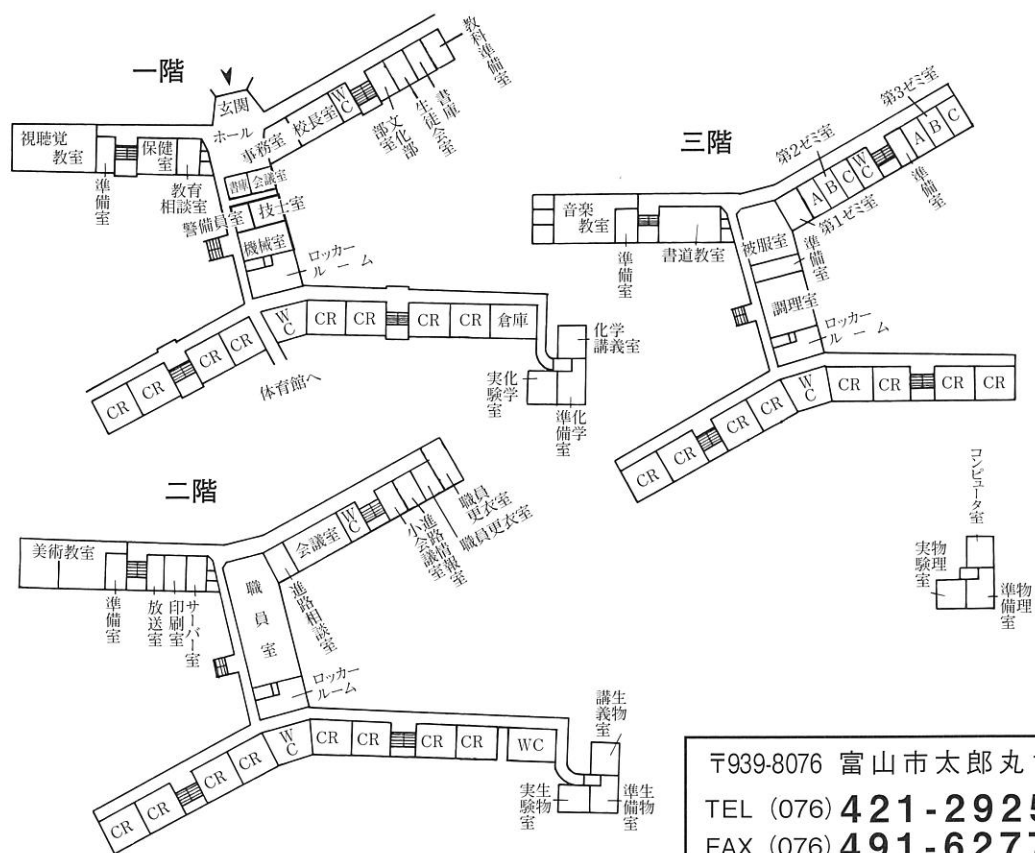 一階
玄関
ホール
視聴覚
教室
準備室
保健室
教育
相談室
事務室
校長室
WC
文化部
部室
生徒会室
書庫
教科準備室
書庫
会議室
警備員室
技士室
機械室
ロッカー
ルーム
CR
CR
CR
CR
WC
CR
CR
CR
CR
倉庫
体育館へ
化学
講義室
化学
実験室
化学
準備室
二階
美術教室
準備室
放送室
印刷室
サーバー室
職員室
進路相談室
会議室
WC
小会議室
進路情報室
職員更衣室
職員
更衣室
ロッカー
ルーム
CR
CR
CR
CR
WC
CR
CR
CR
CR
WC
生物
講義室
生物
実験室
生物
準備室
三階
音楽
教室
準備室
書道教室
被服室
準備室
調理室
ロッカー
ルーム
第1ゼミ室
第2ゼミ室
A
B
C
WC
準備室
第3ゼミ室
A
B
C
CR
CR
CR
CR
WC
CR
CR
CR
CR
コンピュータ室
物理
実験室
物理
準備室
〒939-8076 富山市太郎丸
TEL (076) 421-2925
FAX (076) 491-6277